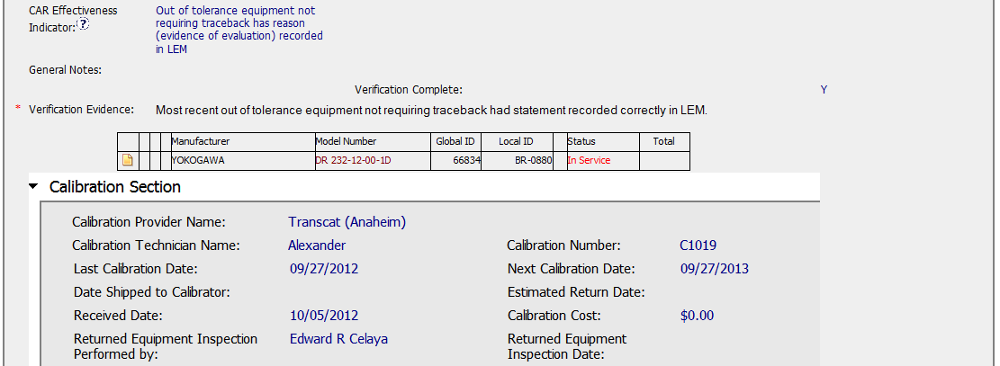 CAR Effectiveness Indicator:? Out of tolerance equipment not
requiring traceback has reason
(evidence of evaluation) recorded
in LEM
General Notes:
Verification Complete: Y
* Verification Evidence: Most recent out of tolerance equipment not requiring traceback had statement recorded correctly in LEM.
Manufacturer Model Number Global ID Local ID Status Total
YOKOGAWA DR 232-12-00-1D 66834 BR-0880 In Service
Calibration Section
Calibration Provider Name: Transcat (Anaheim)
Calibration Technician Name: Alexander Calibration Number: C1019
Last Calibration Date: 09/27/2012 Next Calibration Date: 09/27/2013
Date Shipped to Calibrator: Estimated Return Date:
Received Date: 10/05/2012 Calibration Cost: $0.00
Returned Equipment Inspection Performed by: Edward R Celaya Returned Equipment Inspection Date: